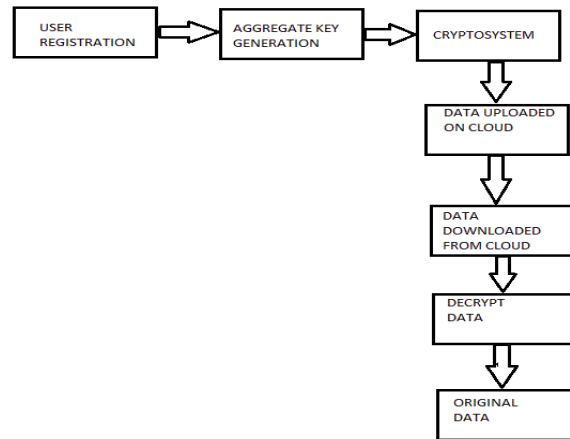 USER
REGISTRATION
AGGREGATE KEY
GENERATION
CRYPTOSYSTEM
DATA UPLOADED
ON CLOUD
DATA
DOWNLOADED
FROM CLOUD
DECRYPT
DATA
ORIGINAL
DATA